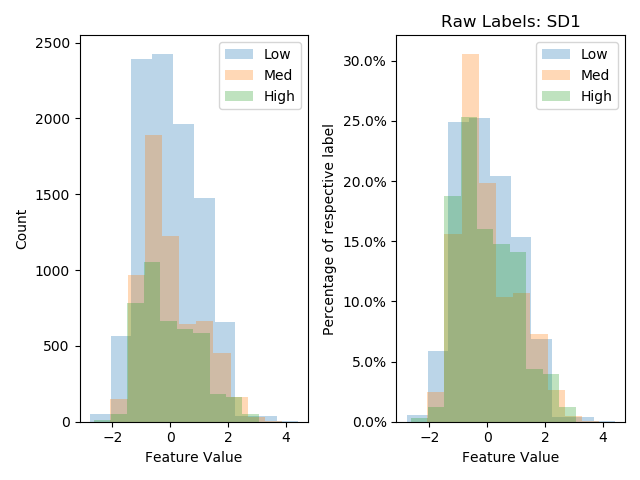 Raw Labels: SD1
2500
2000
1500
1000
500
0
Count
−2
0
2
4
Feature Value
Low
Med
High
30.0%
25.0%
20.0%
15.0%
10.0%
5.0%
0.0%
Percentage of respective label
−2
0
2
4
Feature Value
Low
Med
High